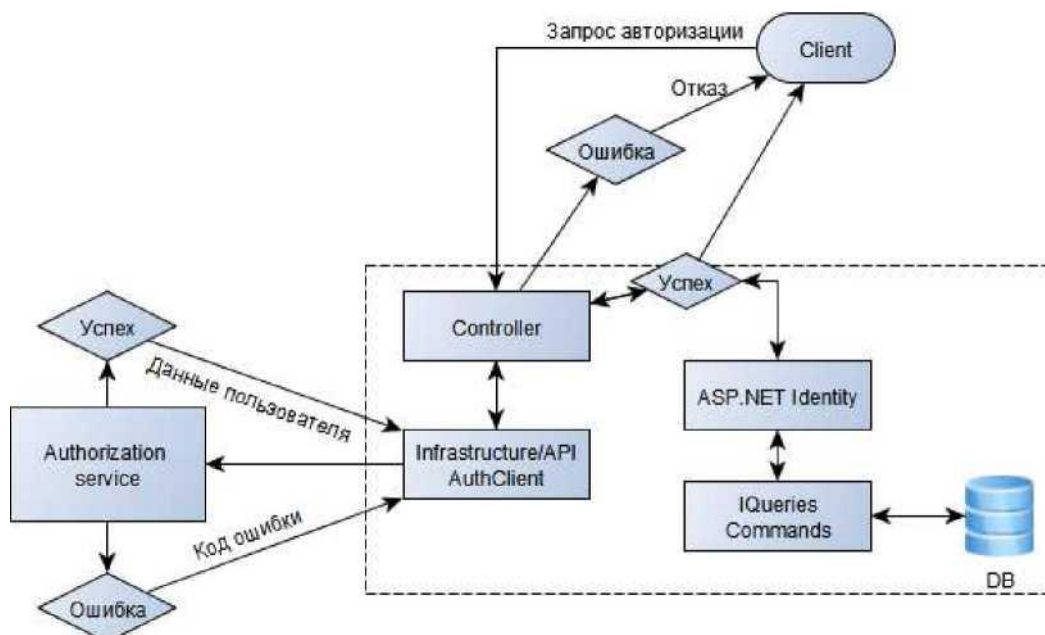 Запрос авторизации
Client
Отказ
Ошибка
Успех
Controller
Успех
Данные пользователя
ASP.NET Identity
Authorization
service
Infrastructure/API
AuthClient
IQueries
Commands
Код ошибки
DB
Ошибка